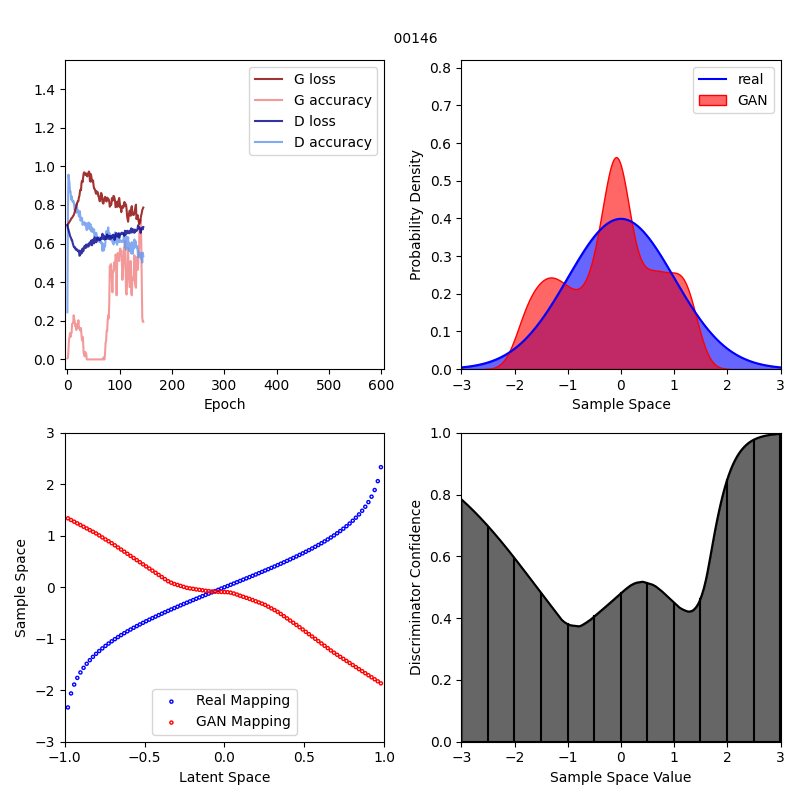 00146
G loss
G accuracy
D loss
D accuracy
1.4
1.2
1.0
0.8
0.6
0.4
0.2
0.0
0 100 200 300 400 500 600
Epoch
real
GAN
Probability Density
0.8
0.7
0.6
0.5
0.4
0.3
0.2
0.1
0.0
−3 −2 −1 0 1 2 3
Sample Space
Sample Space
3
2
1
0
−1
−2
−3
Real Mapping
GAN Mapping
−1.0 −0.5 0.0 0.5 1.0
Latent Space
Discriminator Confidence
1.0
0.8
0.6
0.4
0.2
0.0
−3 −2 −1 0 1 2 3
Sample Space Value